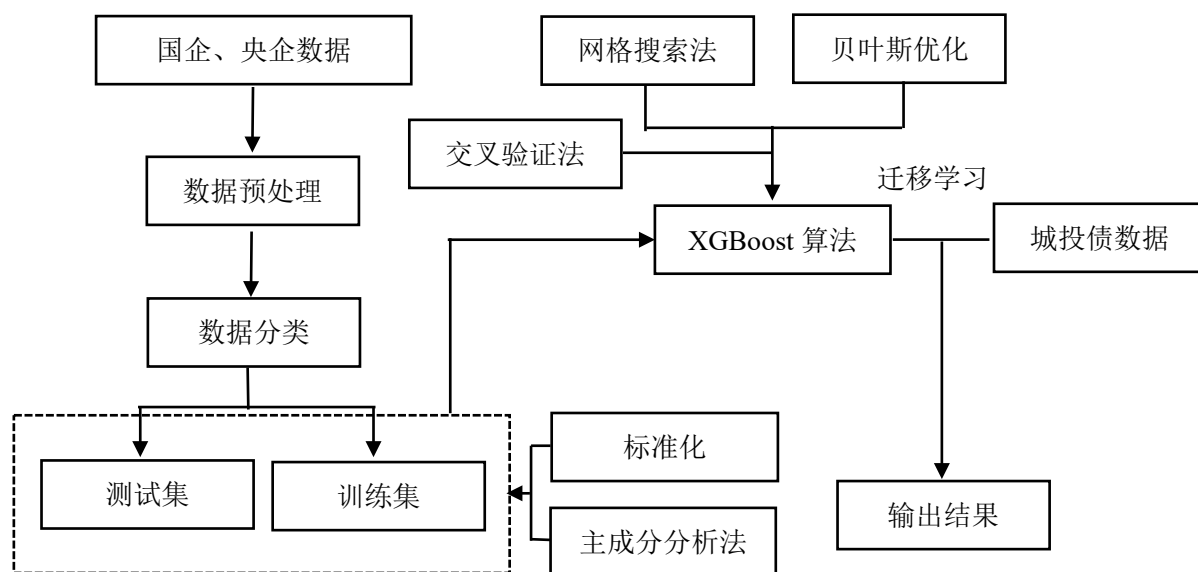 国企、央企数据
网格搜索法
贝叶斯优化
交叉验证法
数据预处理
迁移学习
XGBoost 算法
城投债数据
数据分类
标准化
测试集
训练集
输出结果
主成分分析法